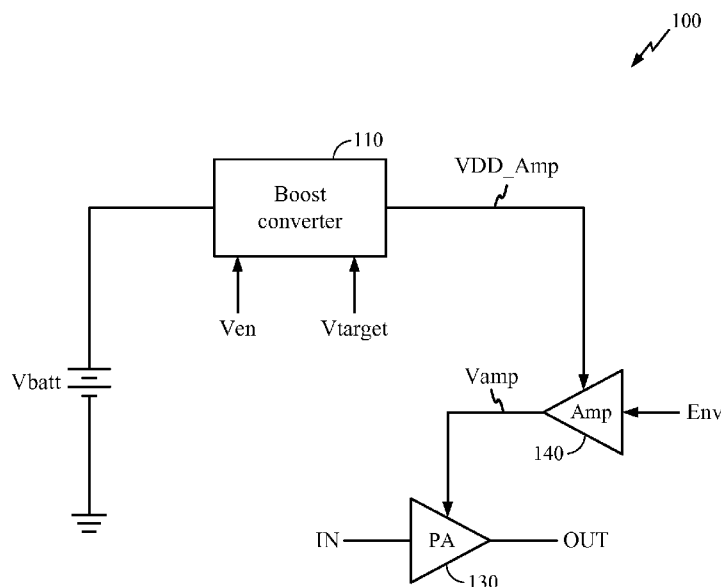 100
110
VDD_Amp
Boost
converter
Ven
Vtarget
Vbatt
Vamp
Amp
Env
140
IN
PA
OUT
130